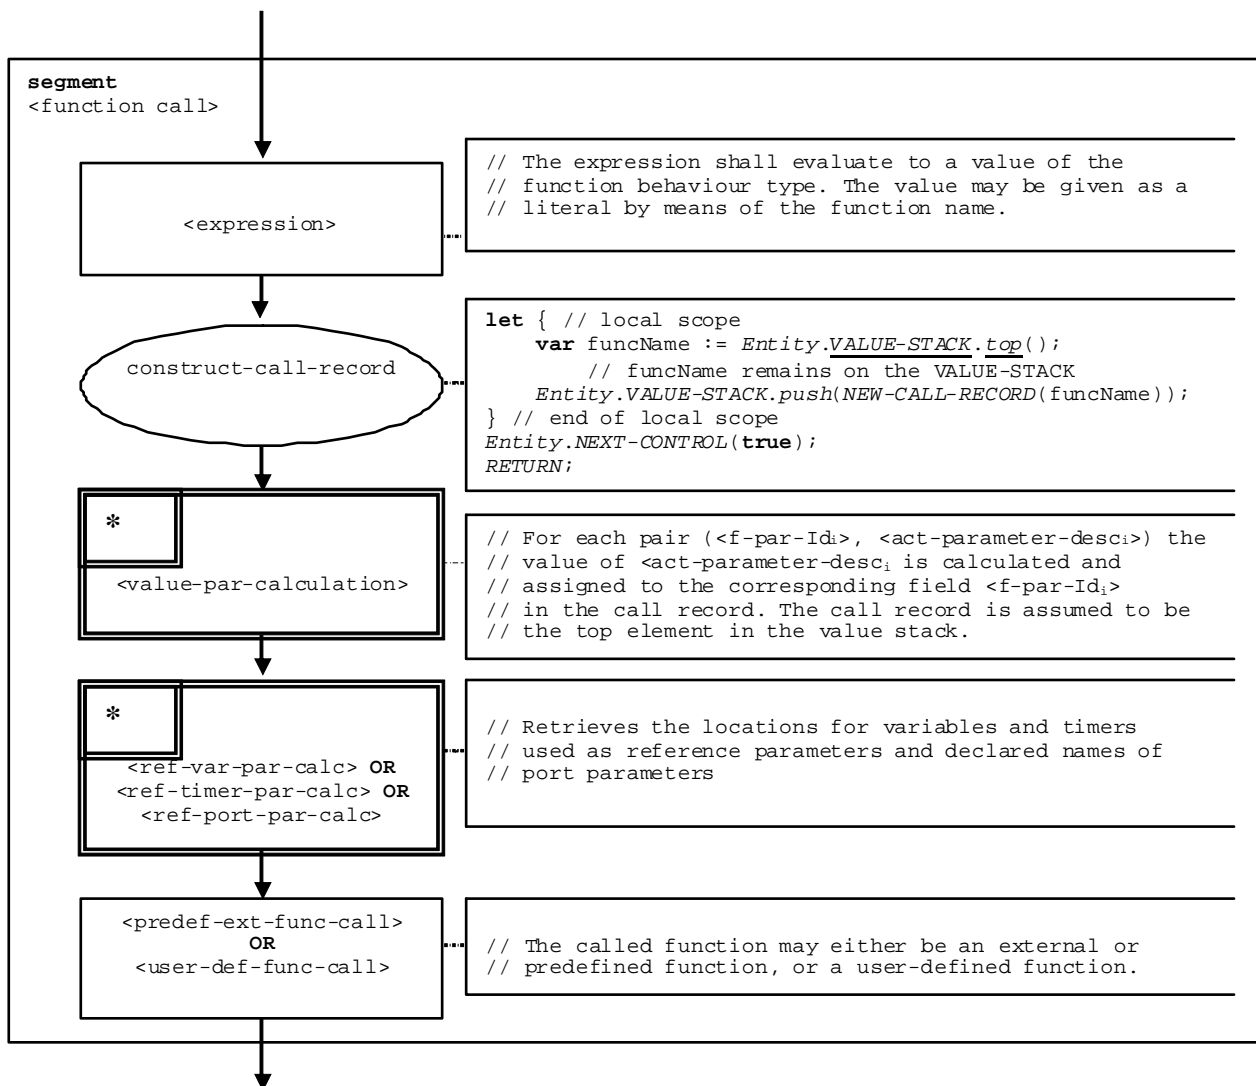 segment
<function call>
<expression>
// The expression shall evaluate to a value of the
// function behaviour type. The value may be given as a
// literal by means of the function name.
construct-call-record
let { // local scope
var funcName := Entity.VALUE-STACK.top();
// funcName remains on the VALUE-STACK
Entity.VALUE-STACK.push(NEW-CALL-RECORD(funcName));
} // end of local scope
Entity.NEXT-CONTROL(true);
RETURN;
*
<value-par-calculation>
// For each pair (<f-par-Idi>, <act-parameter-desci>) the
// value of <act-parameter-desci is calculated and
// assigned to the corresponding field <f-par-Idi>
// in the call record. The call record is assumed to be
// the top element in the value stack.
*
<ref-var-par-calc> OR
<ref-timer-par-calc> OR
<ref-port-par-calc>
// Retrieves the locations for variables and timers
// used as reference parameters and declared names of
// port parameters
<predef-ext-func-call>
OR
<user-def-func-call>
// The called function may either be an external or
// predefined function, or a user-defined function.